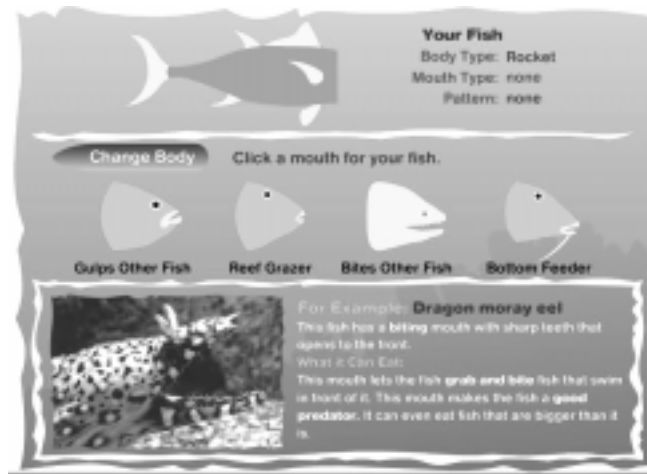 Your Fish
Body Type: Rocket
Mouth Type: none
Pattern: none
Change Body
Click a mouth for your fish.
Gulps Other Fish
Reef Grazer
Bites Other Fish
Bottom Feeder
For Example: Dragon moray eel
This fish has a biting mouth with sharp teeth that
opens to the front.
What it Can Eat:
This mouth lets the fish grab and bite fish that swim
in front of it. This mouth makes the fish a good
predator. It can even eat fish that are bigger than it
is.